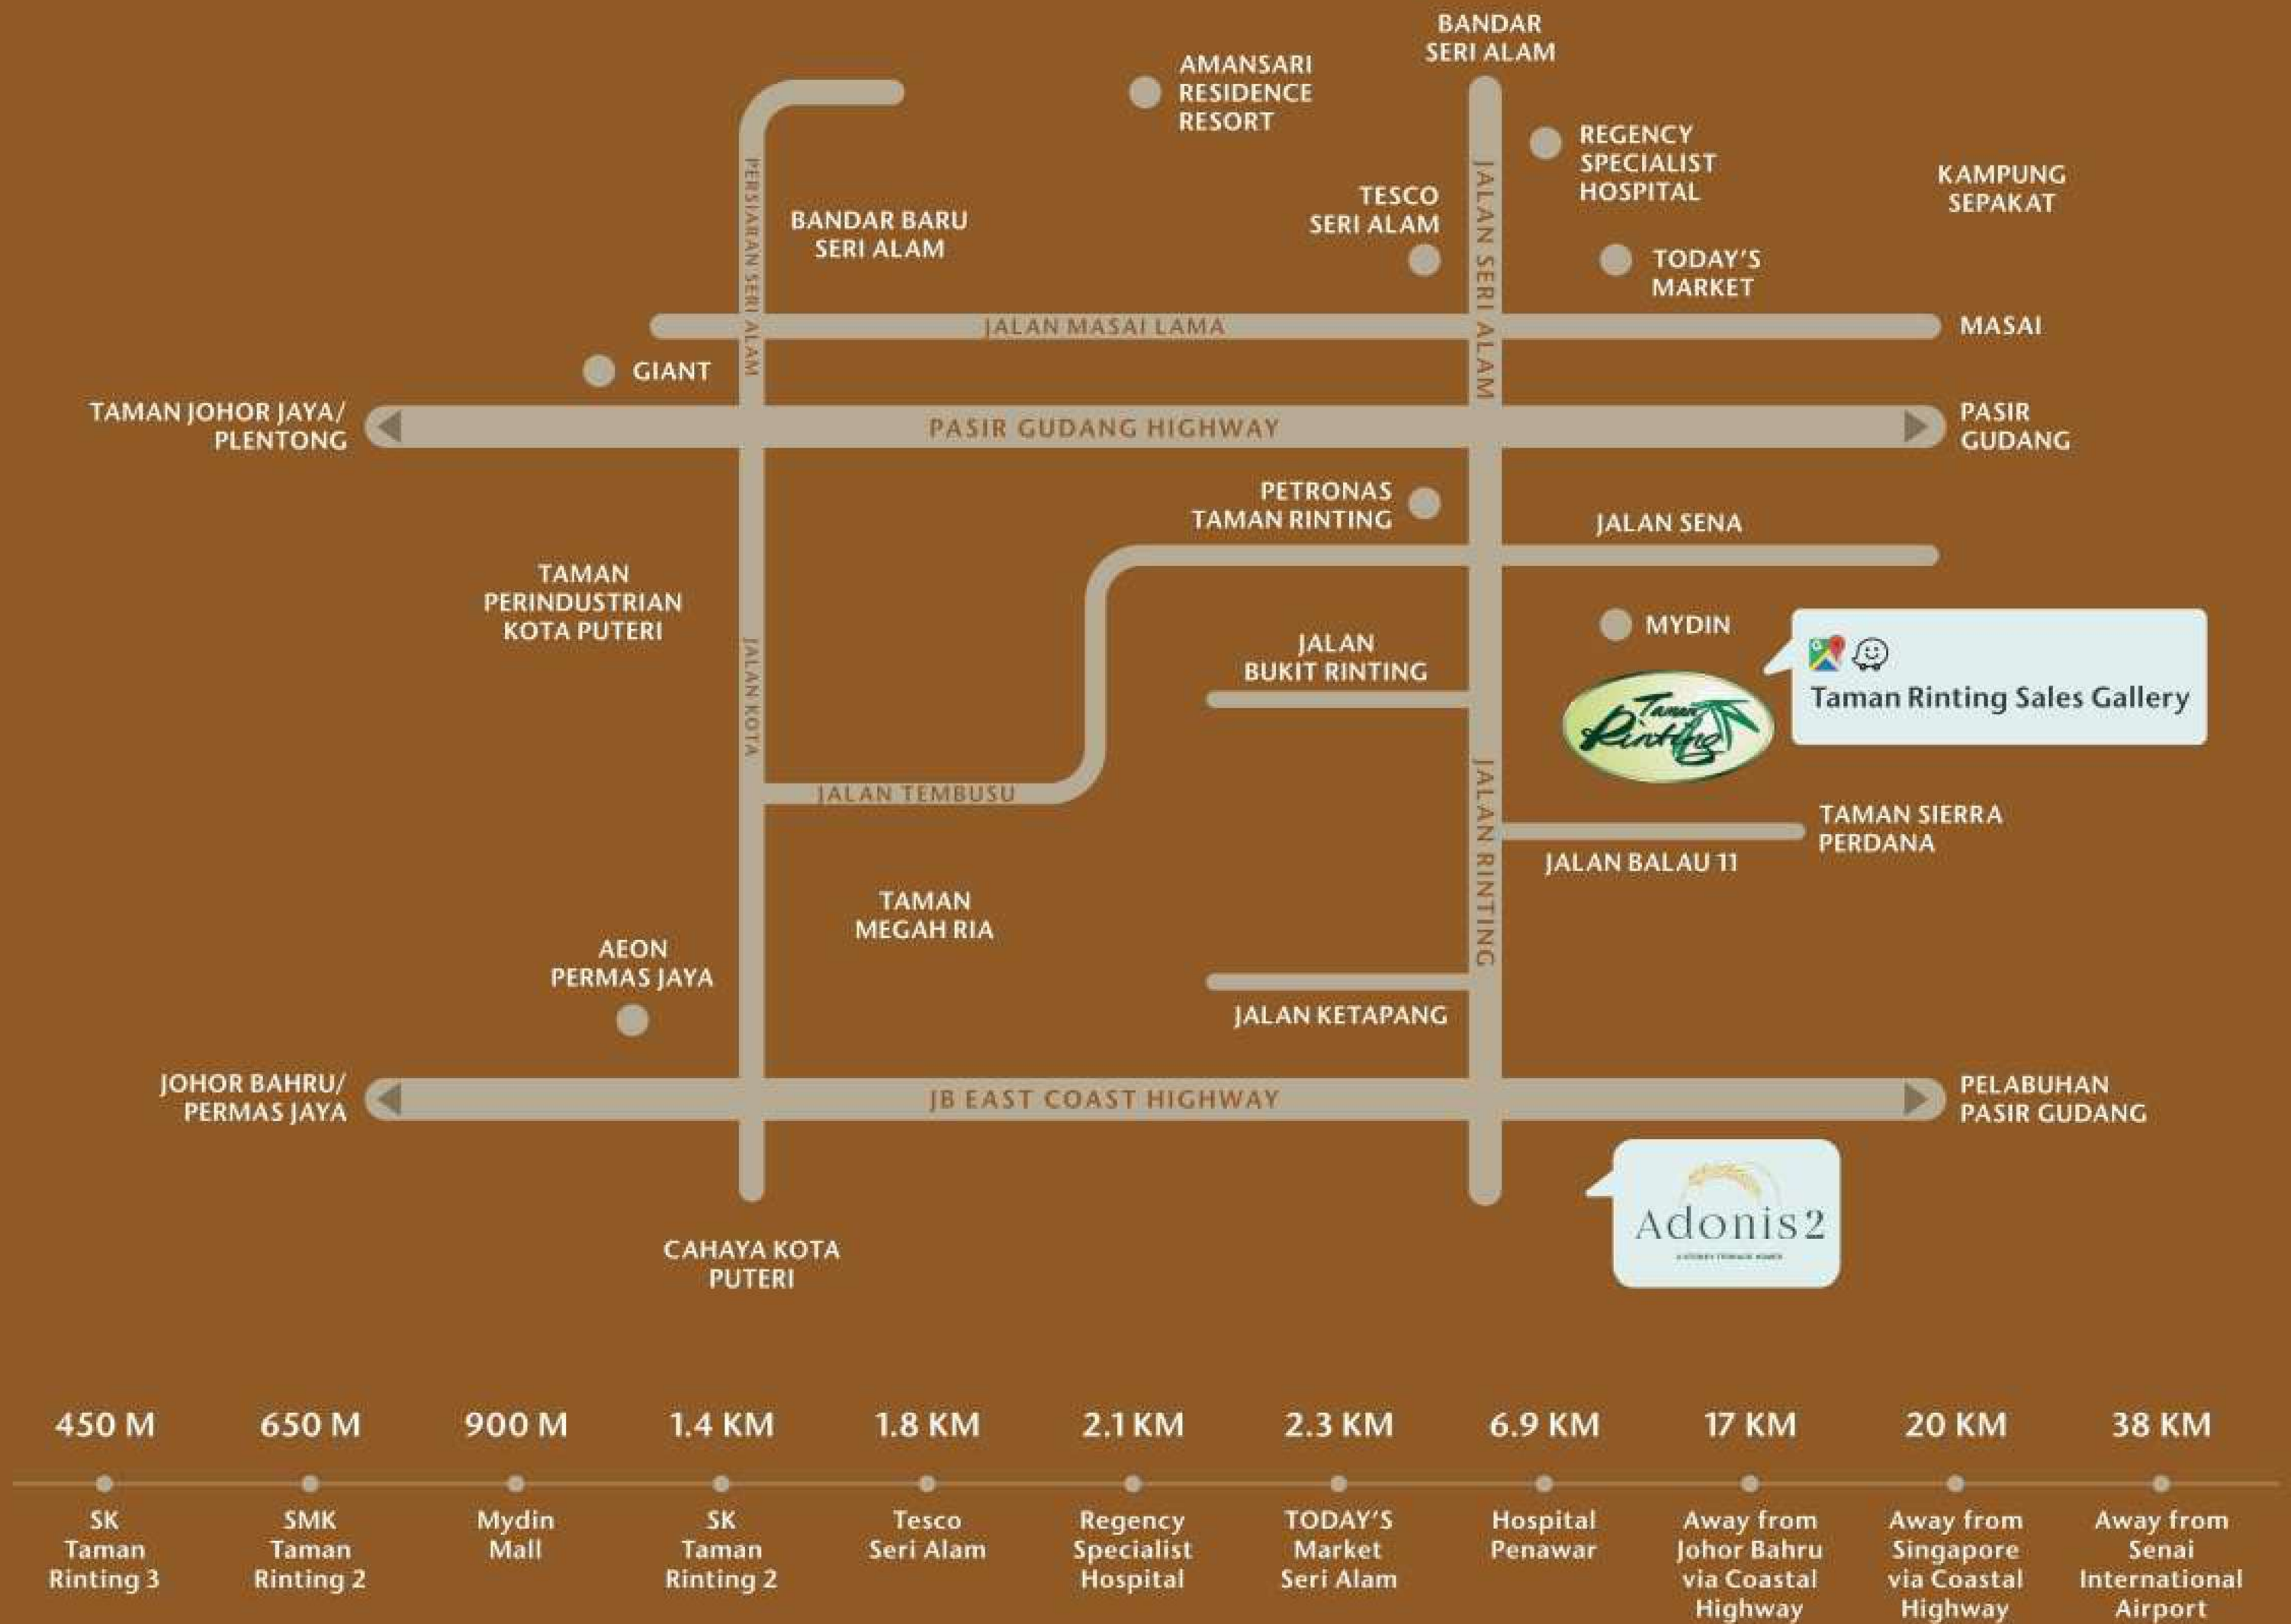 BANDAR
SERI ALAM
AMANSARI
RESIDENCE
RESORT
REGENCY
SPECIALIST
HOSPITAL
KAMPUNG
SEPAKAT
PERSIARAN SERI ALAM
BANDAR BARU
SERI ALAM
TESCO
SERI ALAM
JALAN SERI ALAM
TODAY'S
MARKET
JALAN MASAI LAMA
MASAI
GIANT
TAMAN JOHOR JAYA/
PLENTONG
PASIR GUDANG HIGHWAY
PASIR
GUDANG
PETRONAS
TAMAN RINTING
JALAN SENA
TAMAN
PERINDUSTRIAN
KOTA PUTERI
JALAN KOTA
JALAN
BUKIT RINTING
MYDIN
Taman
Rinting
Taman Rinting Sales Gallery
JALAN TEMBUSU
JALAN RINTING
TAMAN SIERRA
PERDANA
JALAN BALAU 11
TAMAN
MEGAH RIA
AEON
PERMAS JAYA
JALAN KETAPANG
JOHOR BAHRU/
PERMAS JAYA
JB EAST COAST HIGHWAY
PELABUHAN
PASIR GUDANG
Adonis2
CAHAYA KOTA
PUTERI
450 M
SK
Taman
Rinting 3
650 M
SMK
Taman
Rinting 2
900 M
Mydin
Mall
1.4 KM
SK
Taman
Rinting 2
1.8 KM
Tesco
Seri Alam
2.1 KM
Regency
Specialist
Hospital
2.3 KM
TODAY'S
Market
Seri Alam
6.9 KM
Hospital
Penawar
17 KM
Away from
Johor Bahru
via Coastal
Highway
20 KM
Away from
Singapore
via Coastal
Highway
38 KM
Away from
Senai
International
Airport